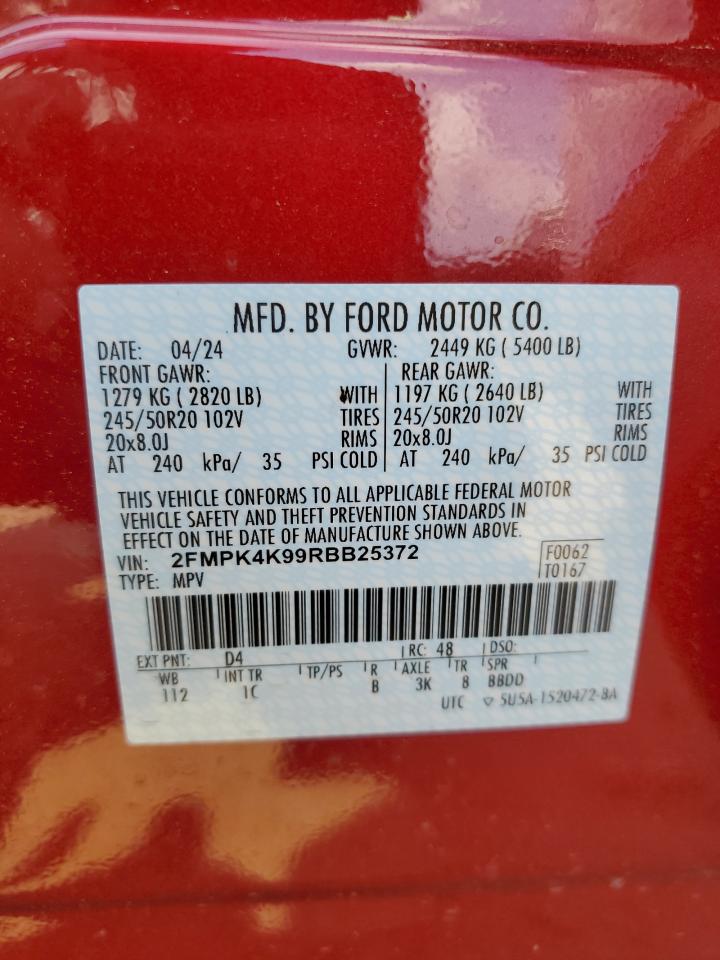 MFD. BY FORD MOTOR CO.
DATE: 04/24 GVWR: 2449 KG ( 5400 LB)
FRONT GAWR: REAR GAWR:
1279 KG ( 2820 LB) WITH 1197 KG ( 2640 LB) WITH
245/50R20 102V TIRES 245/50R20 102V TIRES
20x8.0J RIMS 20x8.0J RIMS
AT 240 kPa/ 35 PSI COLD AT 240 kPa/ 35 PSI COLD
THIS VEHICLE CONFORMS TO ALL APPLICABLE FEDERAL MOTOR
VEHICLE SAFETY AND THEFT PREVENTION STANDARDS IN
EFFECT ON THE DATE OF MANUFACTURE SHOWN ABOVE.
VIN: 2FMPK4K99RBB25372 F0062
TYPE: MPV T0167
EXT PNT: D4 RC: 48 DSO:
WB INT TR TP/PS R AXLE TR SPR
112 1C B 3K 8 BBDD
UTC ▽ 5U5A-1520472-BA